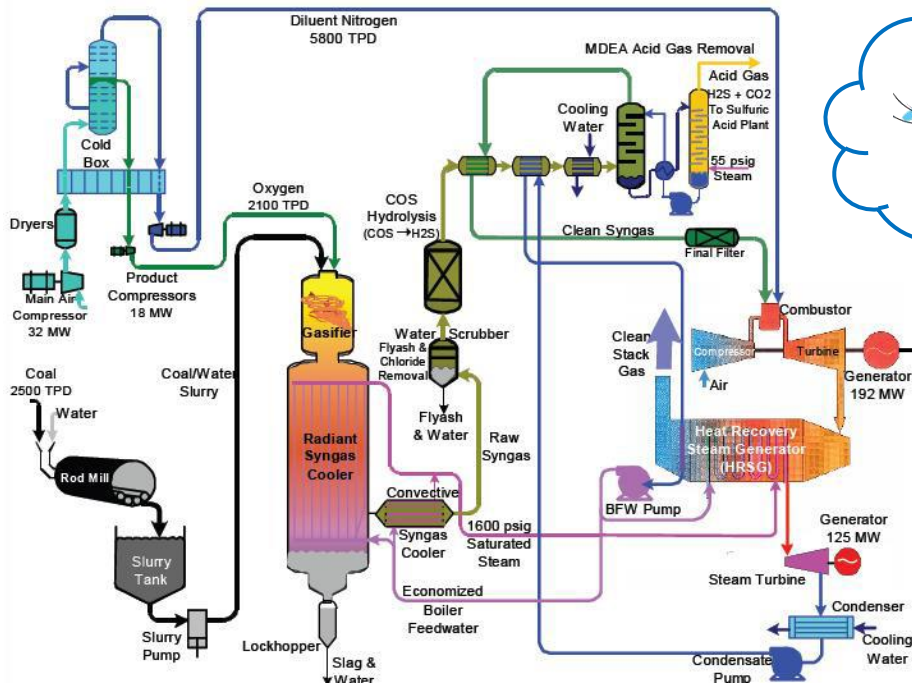 Diluent Nitrogen
5800 TPD
MDEA Acid Gas Removal
Acid Gas
H2S + CO2
To Sulfuric
Acid Plant
Cooling
Water
55 psig
Steam
Cold
Box
Oxygen
2100 TPD
COS
Hydrolysis
(COS →H2S)
Dryers
Clean Syngas
Final Filter
Product
Compressors
18 MW
Main Air
Compressor
32 MW
Gasifier
Water Scrubber
Flyash &
Chloride
Removal
Clean
Stack
Gas
Combustor
Compressor
Turbine
Air
Generator
192 MW
Coal
2500 TPD
Water
Coal/Water
Slurry
Flyash
& Water
Radiant
Syngas
Cooler
Raw
Syngas
Heat Recovery
Steam Generator
(HRSG)
Rod Mill
Convective
Syngas
Cooler
BFW Pump
1600 psig
Saturated
Steam
Generator
125 MW
Slurry
Tank
Steam Turbine
Economized
Boiler
Feedwater
Condenser
Slurry
Pump
Lockhopper
Cooling
Water
Condensate
Pump
Slag &
Water